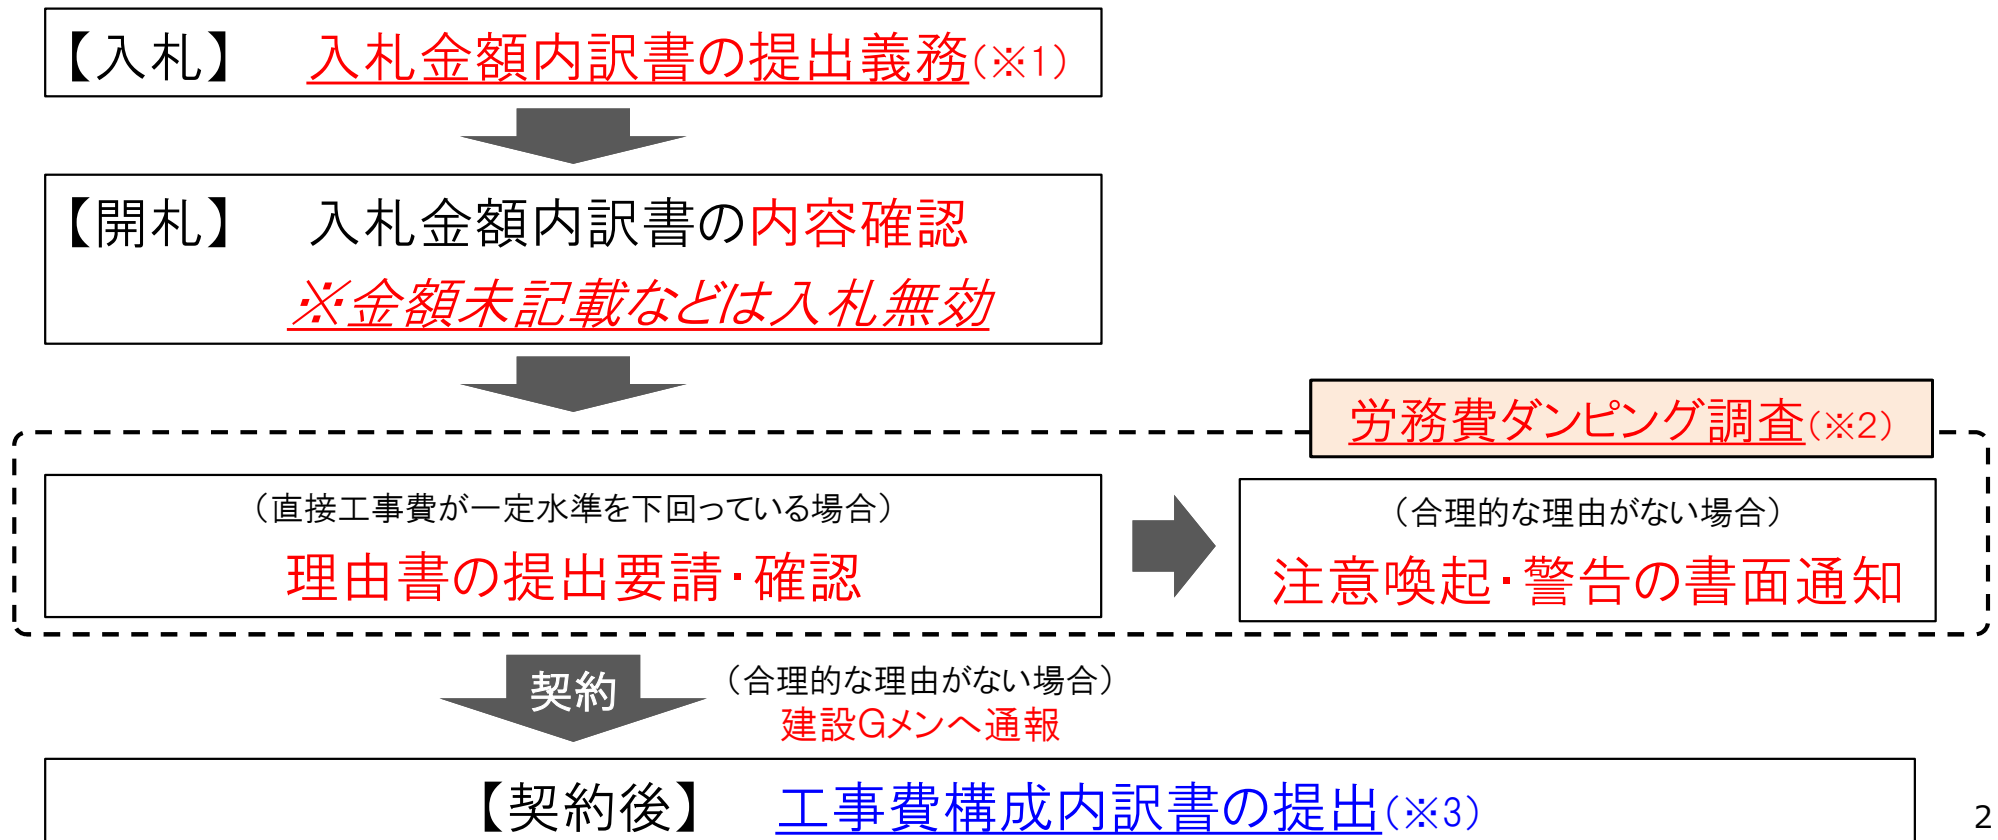 【入札】 入札金額内訳書の提出義務(※1)
【開札】 入札金額内訳書の内容確認
※金額未記載などは入札無効
労務費ダンピング調査(※2)
(直接工事費が一定水準を下回っている場合)
理由書の提出要請・確認
(合理的な理由がない場合)
注意喚起・警告の書面通知
契約
(合理的な理由がない場合)
建設Gメンへ通報
【契約後】 工事費構成内訳書の提出(※3)
2